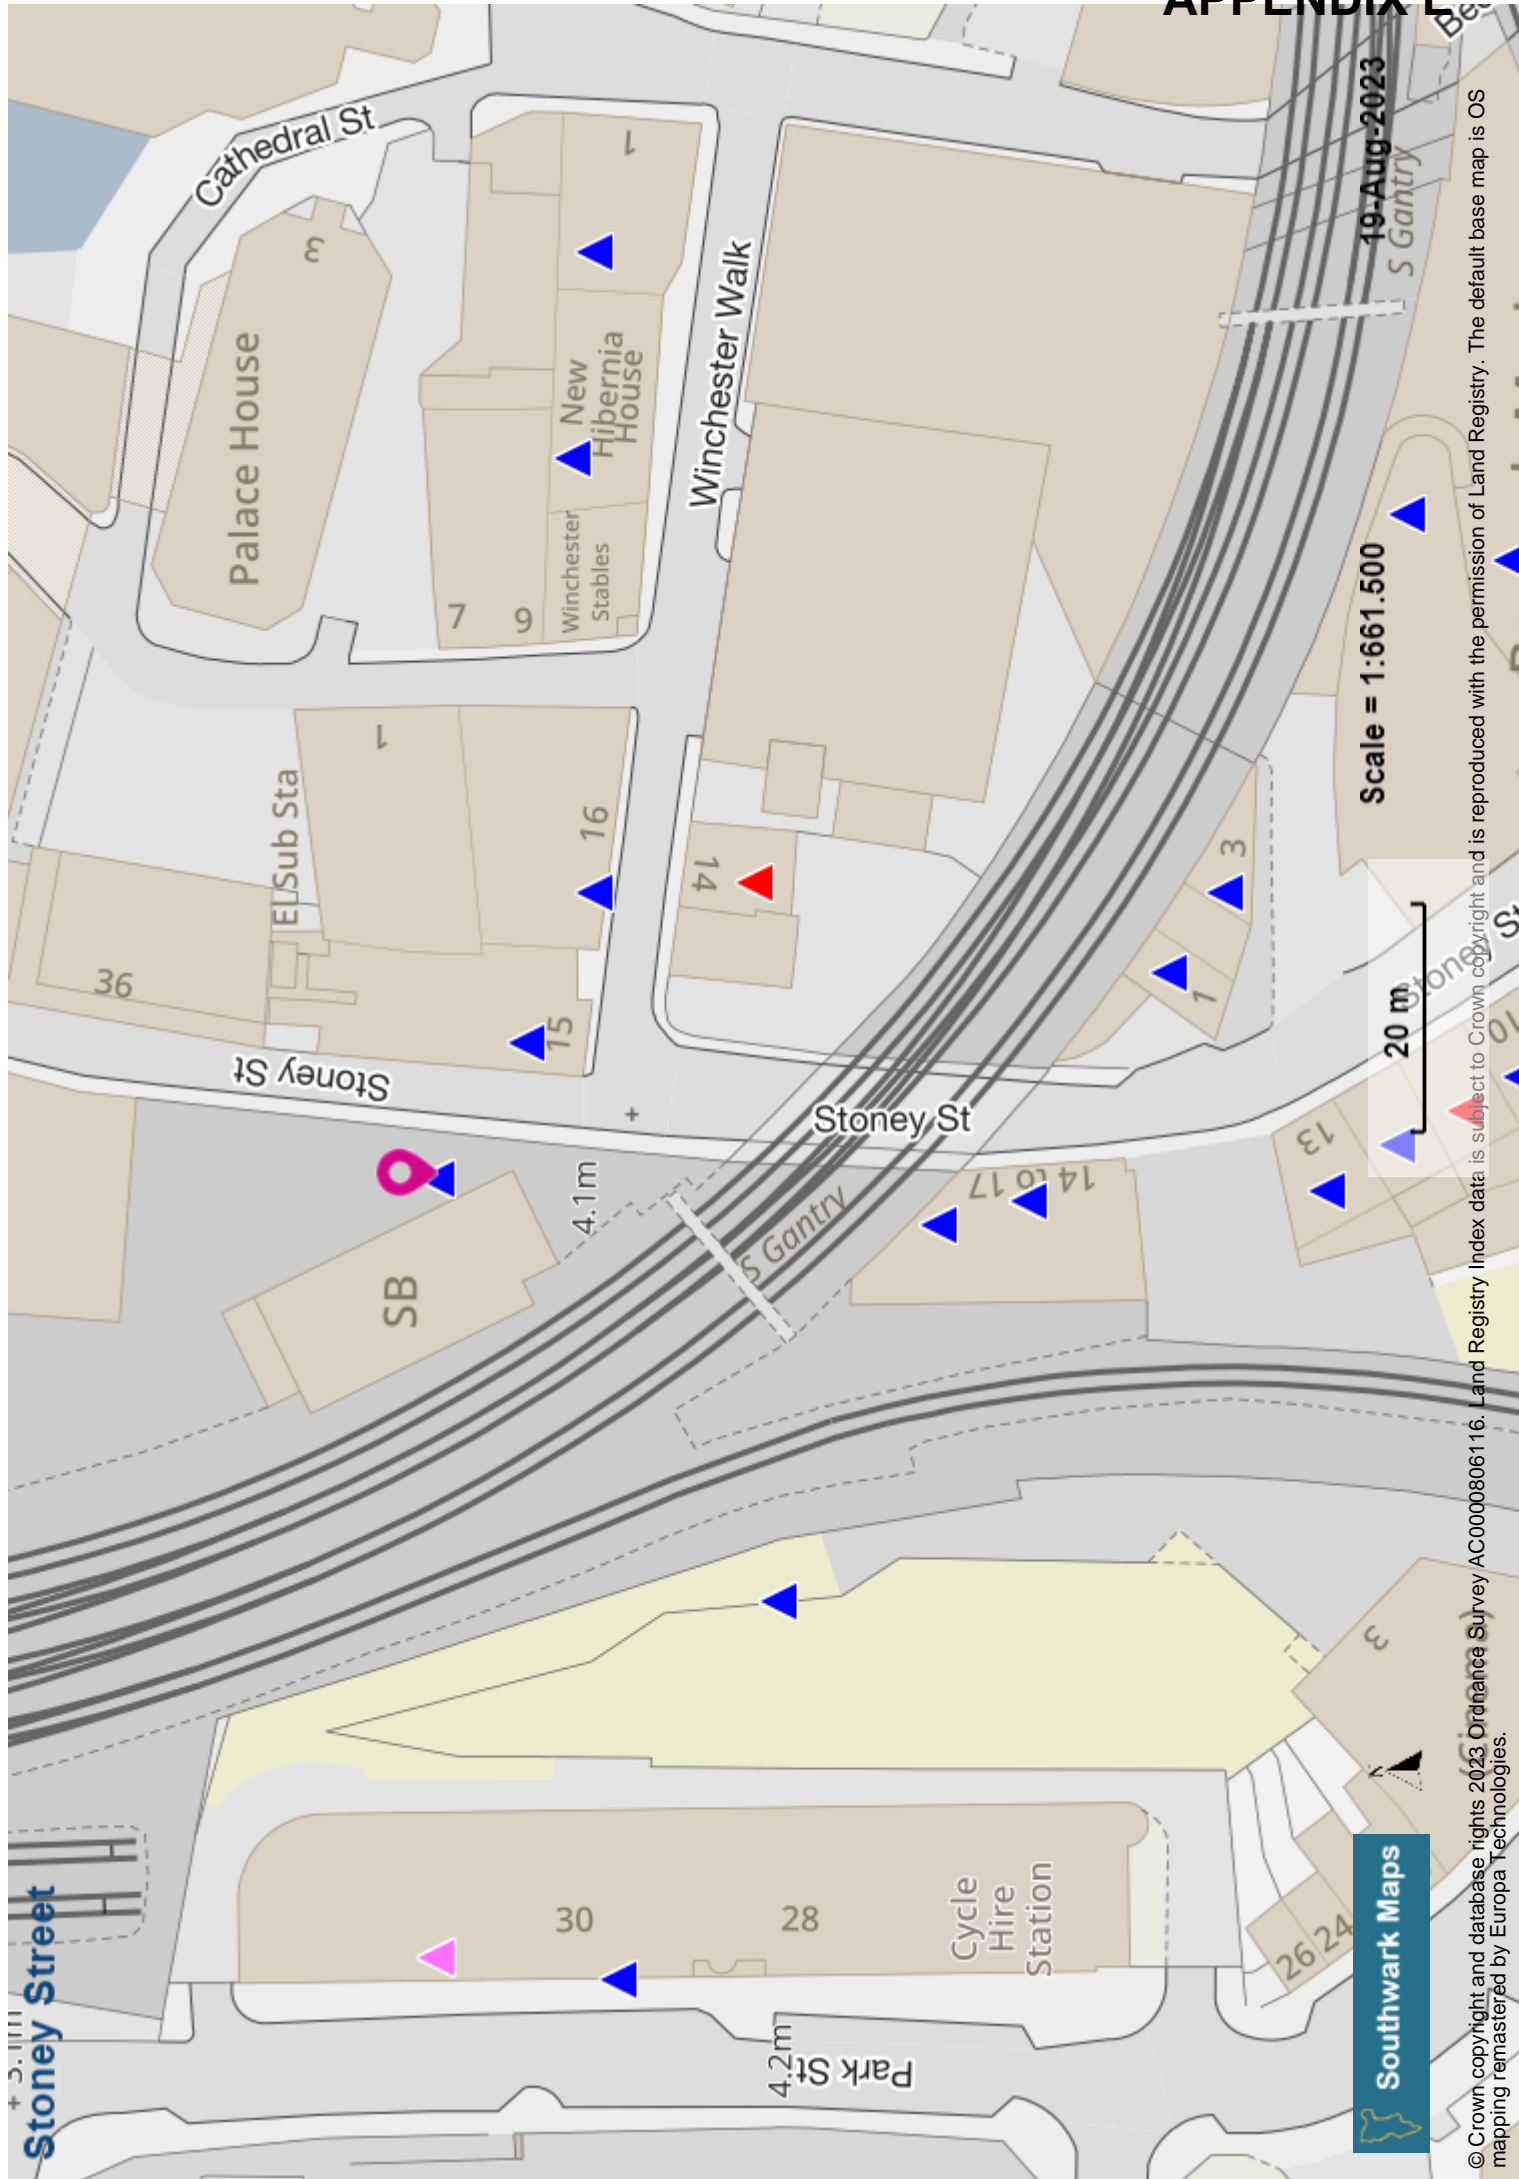 APPENDIX E
Stoney Street
Cathedral St
3
Palace House
1
New
Hibernia
House
Winchester
Stables
7
9
Winchester Walk
1
El Sub Sta
16
36
15
14
Stoney St
Stoney St
4.1m
SB
S Gantry
S Gantry
14 to 17
3
1
13
10
Stoney St
30
28
Cycle
Hire
Station
26
24
3
(Cinema)
4.2m
Park St
19-Aug-2023
Scale = 1:661.500
20 m
Southwark Maps
© Crown copyright and database rights 2023 Ordnance Survey AC0000806116. Land Registry Index data is subject to Crown copyright and is reproduced with the permission of Land Registry. The default base map is OS
mapping remastered by Europa Technologies.